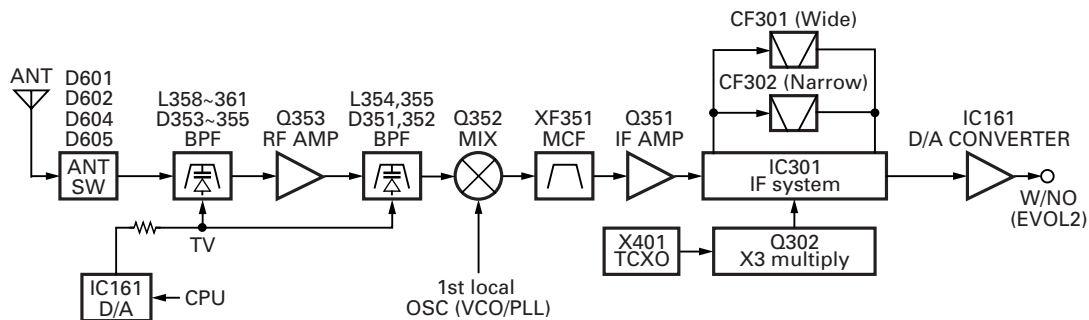 CF301 (Wide)
CF302 (Narrow)
ANT
D601
D602
D604
D605
ANT
SW
L358~361
D353~355
BPF
Q353
RF AMP
L354,355
D351,352
BPF
Q352
MIX
XF351
MCF
Q351
IF AMP
IC301
IF system
IC161
D/A CONVERTER
W/NO
(EVOL2)
TV
X401
TCXO
Q302
X3 multiply
IC161
D/A
CPU
1st local
OSC (VCO/PLL)